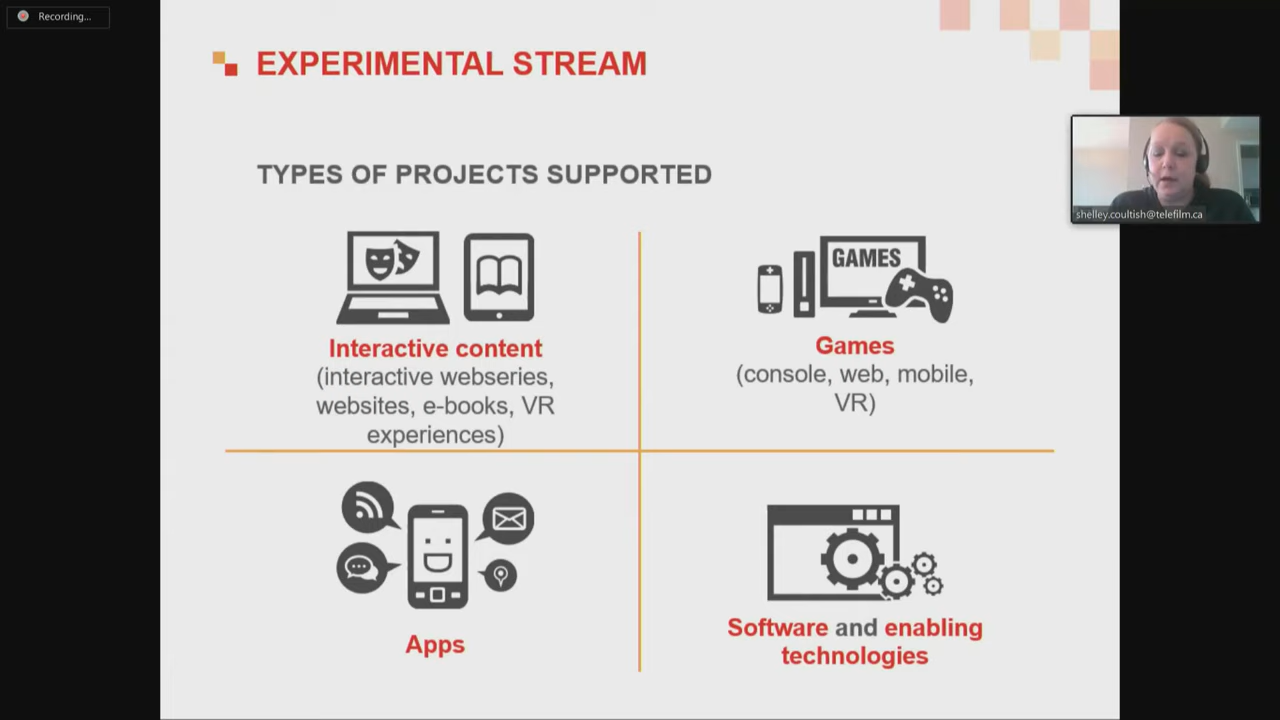 Recording...
EXPERIMENTAL STREAM
TYPES OF PROJECTS SUPPORTED
shelley.coultish@telefilm.ca
GAMES
Interactive content
(interactive webseries,
websites, e-books, VR
experiences)
Games
(console, web, mobile,
VR)
Apps
Software and enabling
technologies